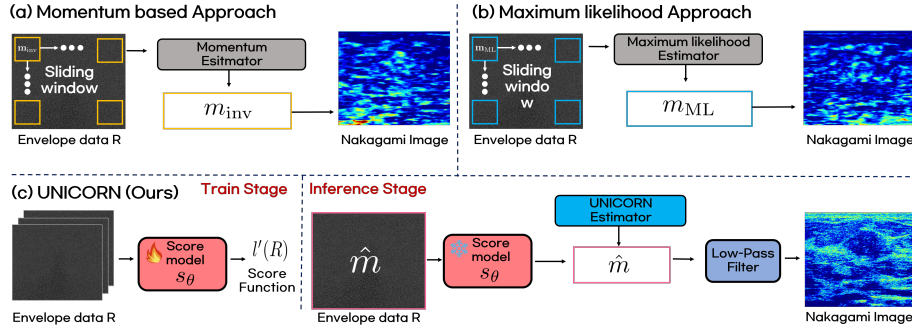 (a) Momentum based Approach
m_inv
Sliding
window
Envelope data R
Momentum
Esitmator
m_inv
Nakagami Image
(b) Maximum likelihood Approach
m_ML
Sliding
windo
w
Envelope data R
Maximum likelihood
Estimator
m_ML
Nakagami Image
(c) UNICORN (Ours)
Train Stage
Envelope data R
Score
model
s_θ
l′(R)
Score
Function
Inference Stage
m̂
Envelope data R
Score
model
s_θ
UNICORN
Estimator
m̂
Low-Pass
Filter
Nakagami Image